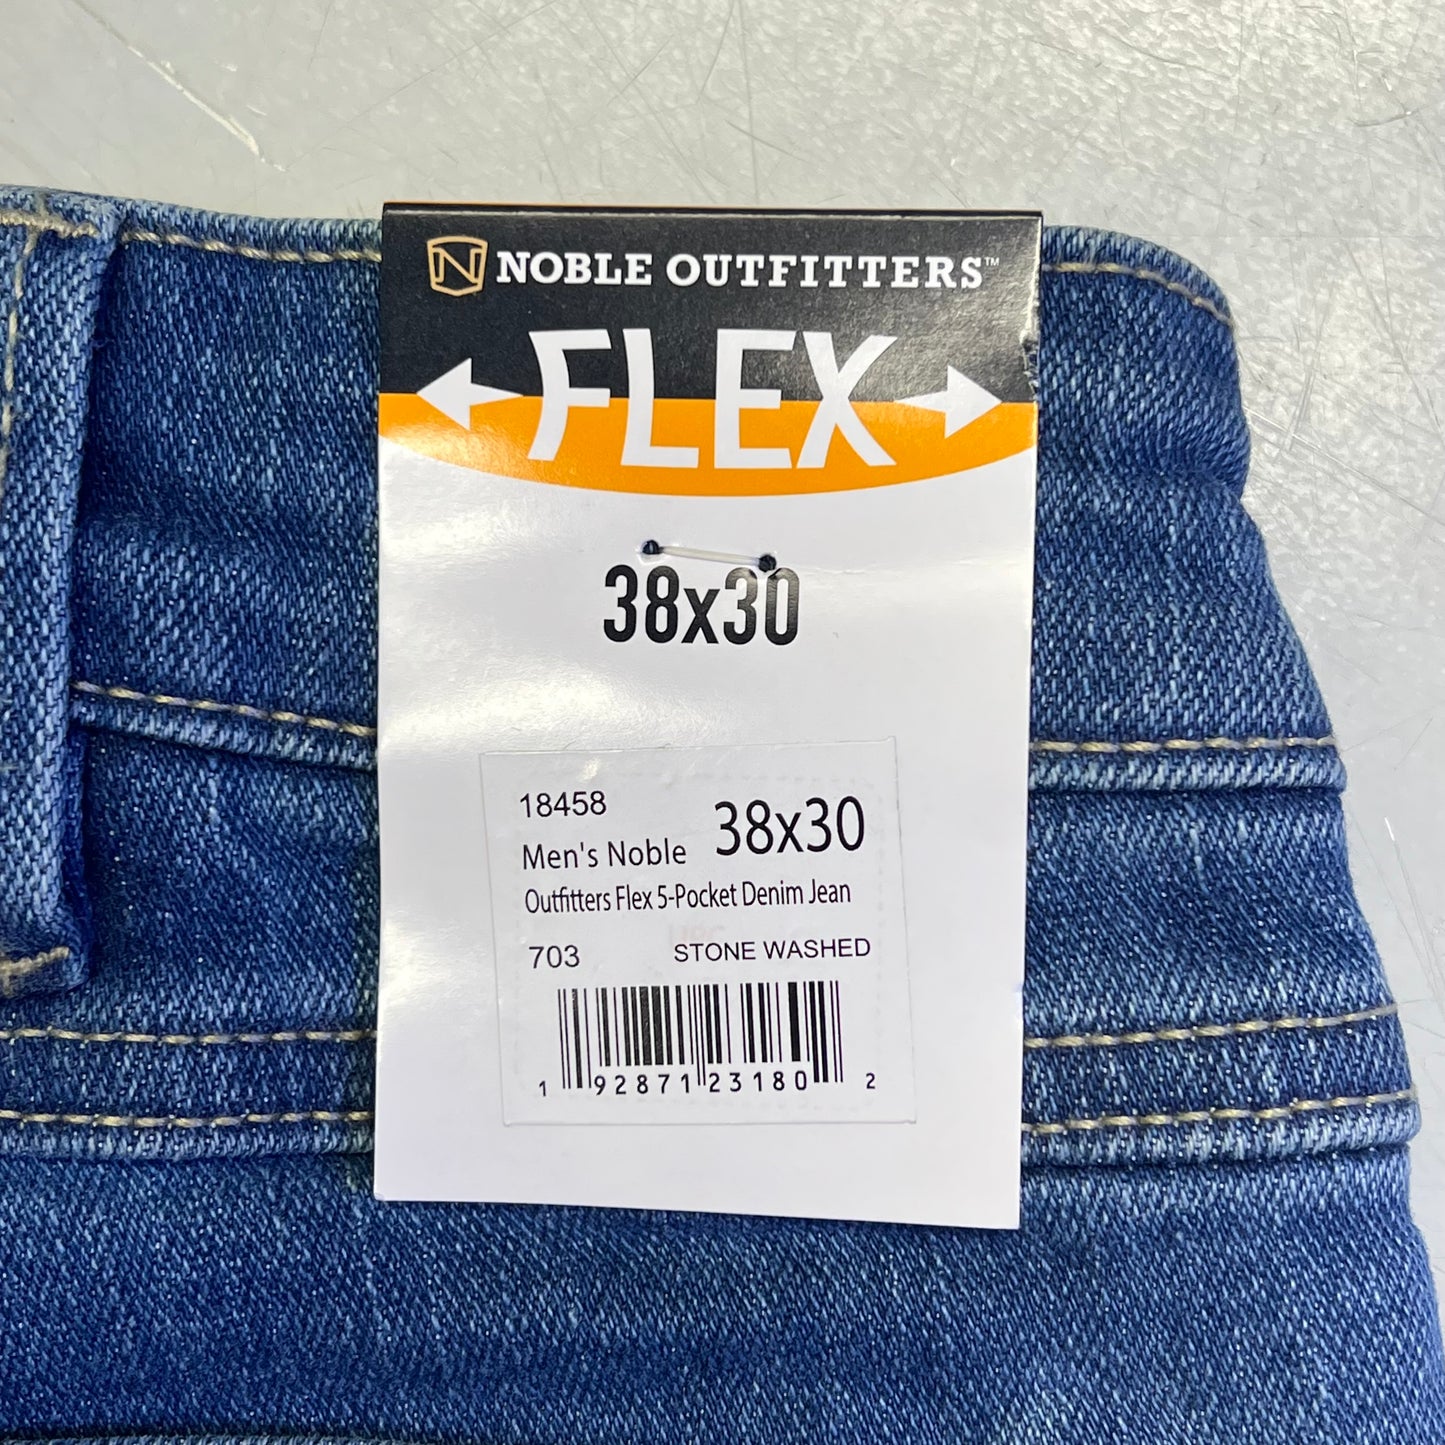 N NOBLE OUTFITTERS™
FLEX
38x30
18458
38x30
Men's Noble
Outfitters Flex 5-Pocket Denim Jean
703 STONE WASHED
1 92871 23180 2